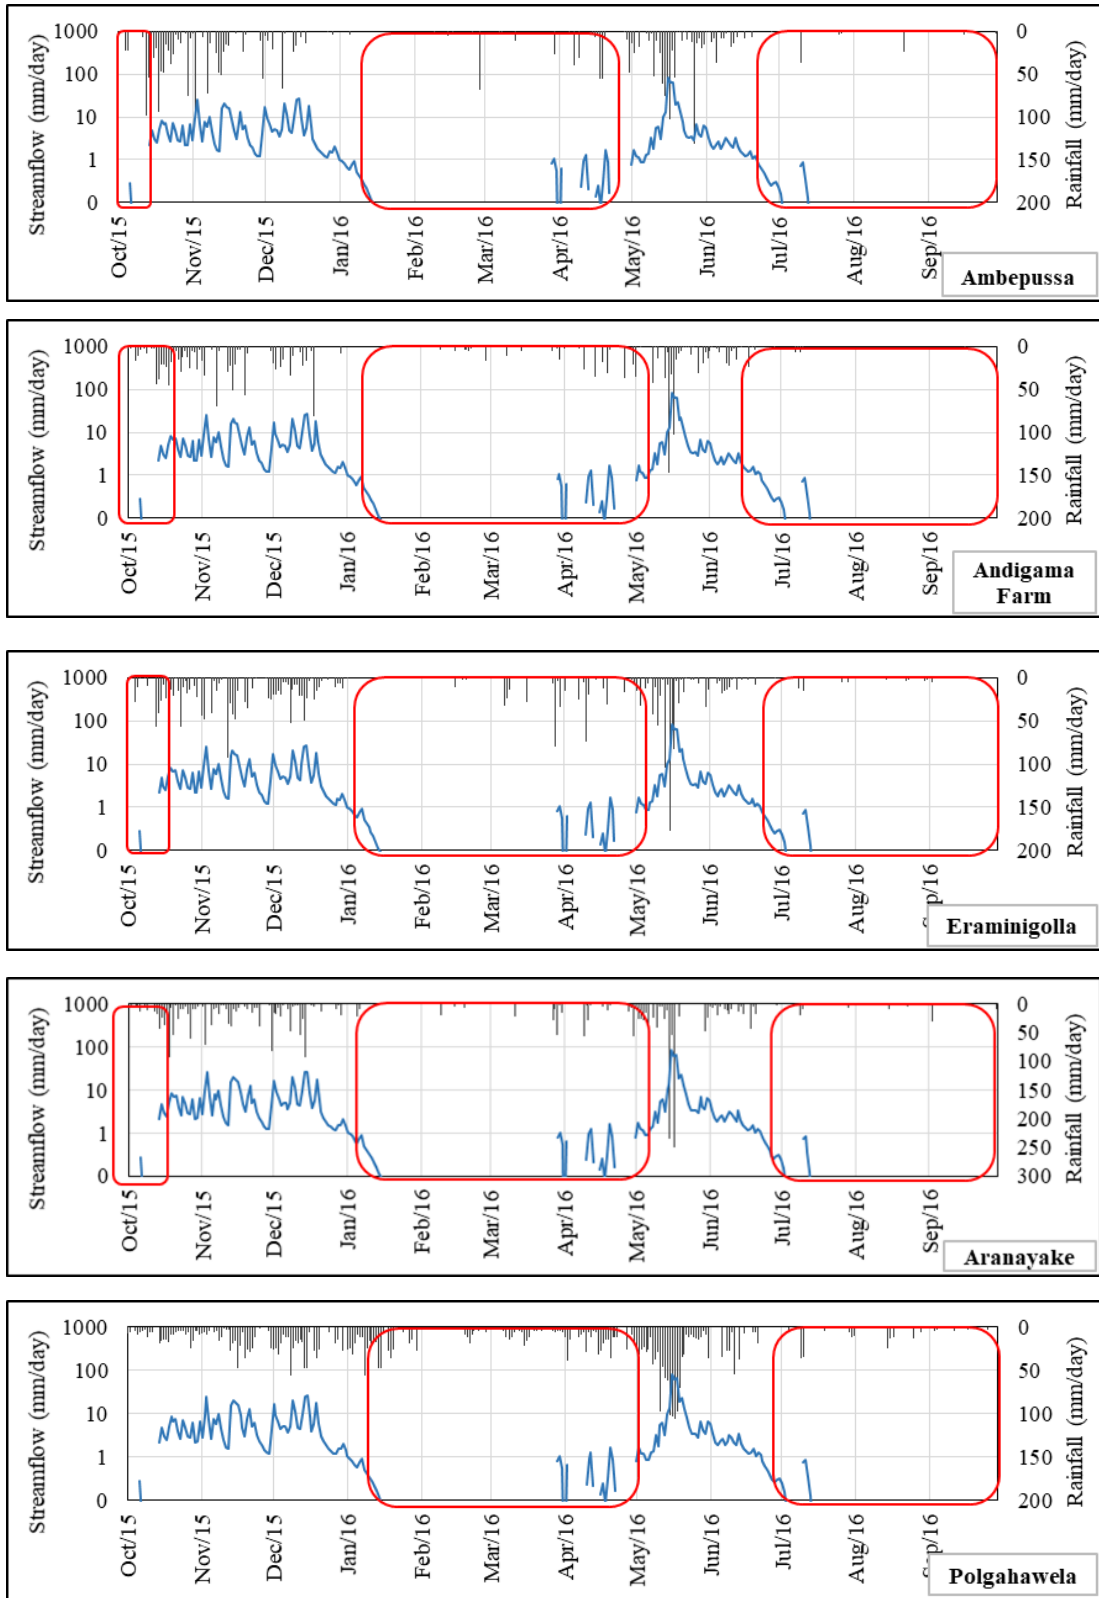 Streamflow (mm/day)
1000
100
10
1
0
0
50
100
150
200
Rainfall (mm/day)
Oct/15
Nov/15
Dec/15
Jan/16
Feb/16
Mar/16
Apr/16
May/16
Jun/16
Jul/16
Aug/16
Sep/16
Ambepussa
Streamflow (mm/day)
1000
100
10
1
0
0
50
100
150
200
Rainfall (mm/day)
Oct/15
Nov/15
Dec/15
Jan/16
Feb/16
Mar/16
Apr/16
May/16
Jun/16
Jul/16
Aug/16
Sep/16
Andigama
Farm
Streamflow (mm/day)
1000
100
10
1
0
0
50
100
150
200
Rainfall (mm/day)
Oct/15
Nov/15
Dec/15
Jan/16
Feb/16
Mar/16
Apr/16
May/16
Jun/16
Jul/16
Aug/16
Sep/16
Eraminigolla
Streamflow (mm/day)
1000
100
10
1
0
0
50
100
150
200
250
300
Rainfall (mm/day)
Oct/15
Nov/15
Dec/15
Jan/16
Feb/16
Mar/16
Apr/16
May/16
Jun/16
Jul/16
Aug/16
Sep/16
Aranayake
Streamflow (mm/day)
1000
100
10
1
0
0
50
100
150
200
Rainfall (mm/day)
Oct/15
Nov/15
Dec/15
Jan/16
Feb/16
Mar/16
Apr/16
May/16
Jun/16
Jul/16
Aug/16
Sep/16
Polgahawela